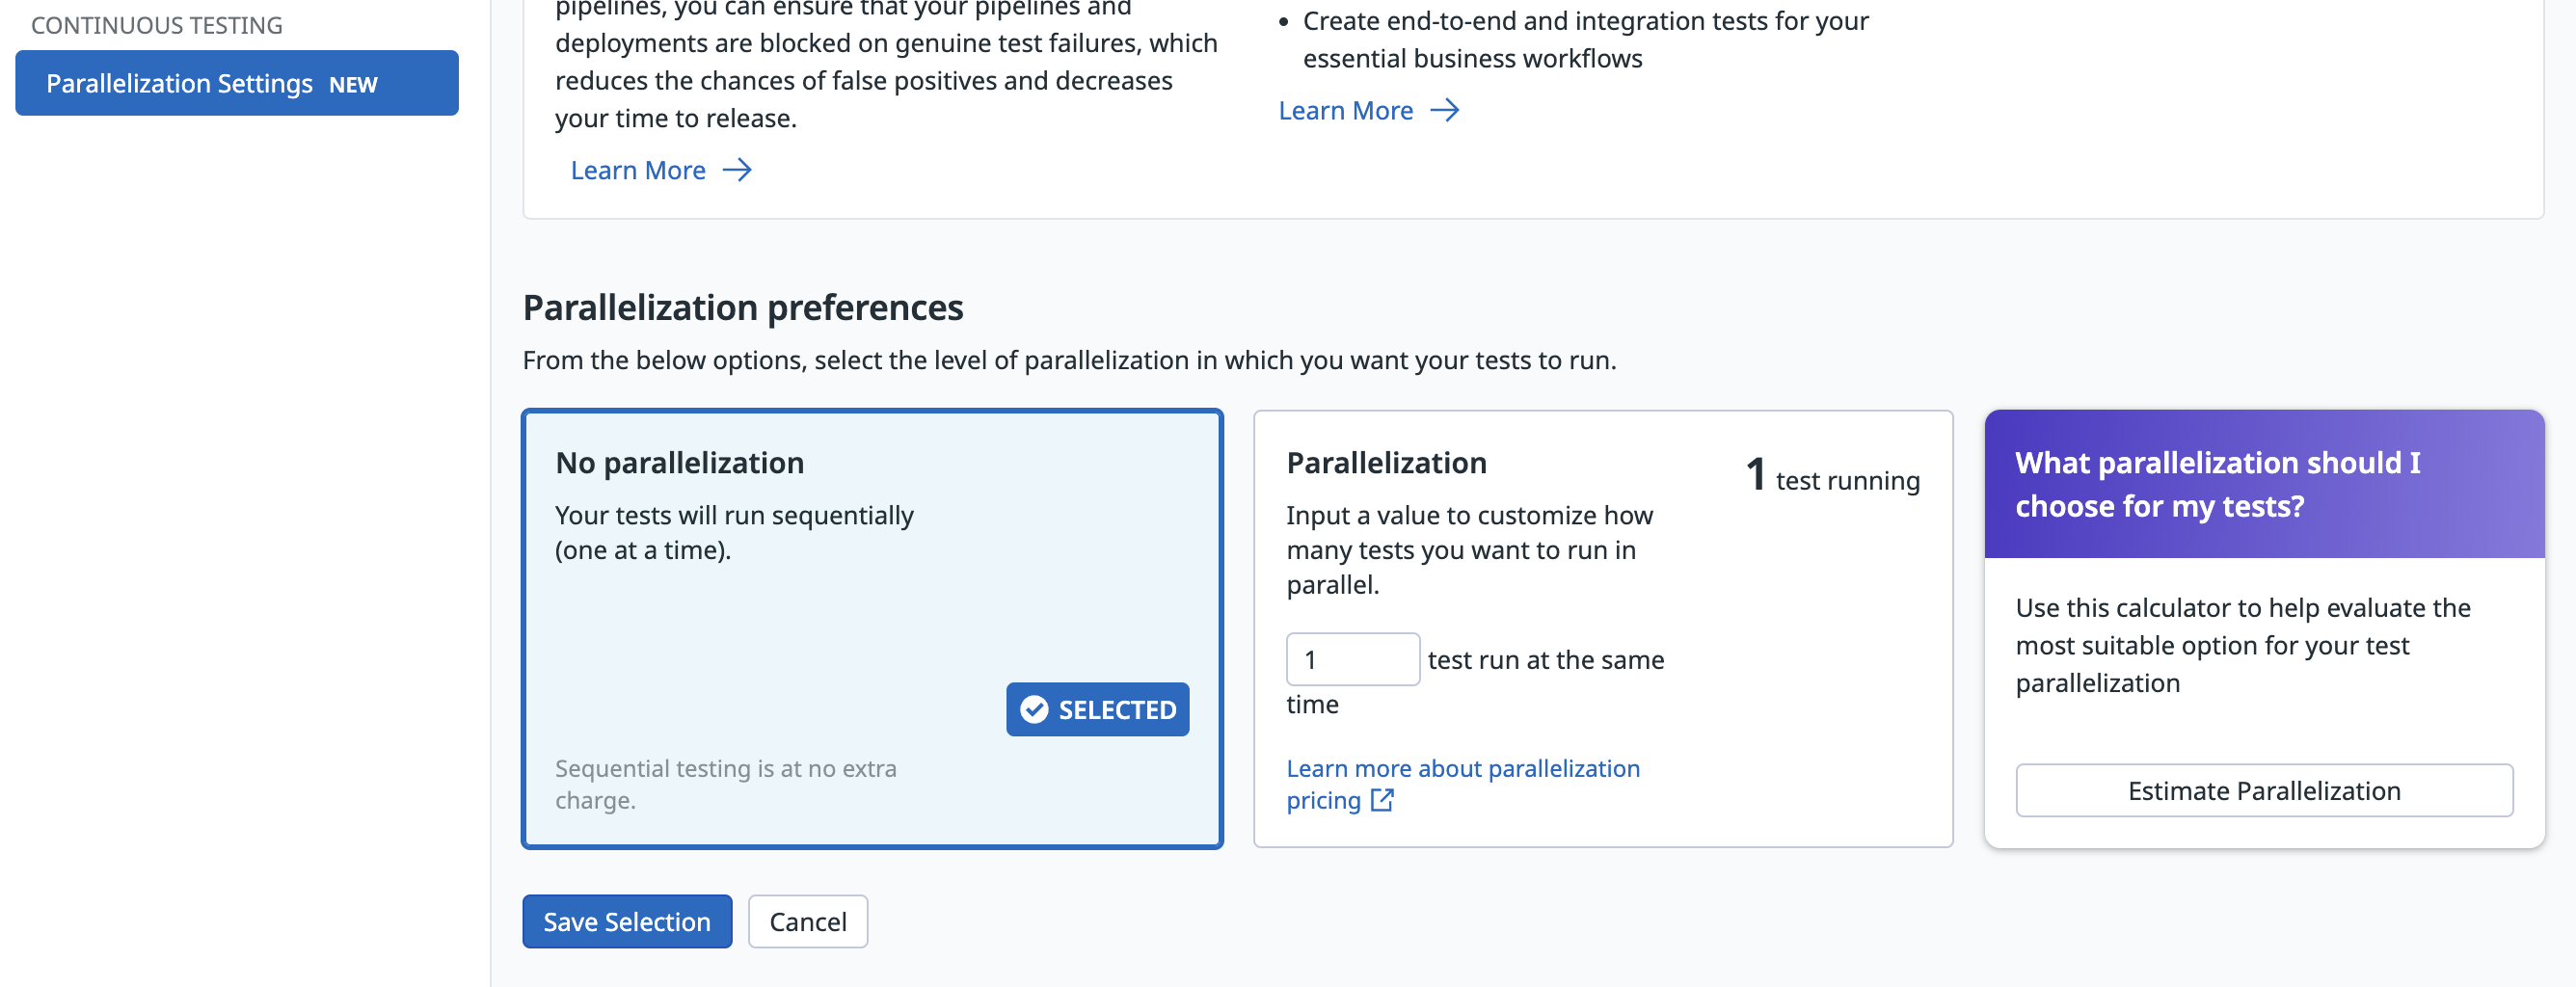 CONTINUOUS TESTING
Parallelization Settings NEW
pipelines, you can ensure that your pipelines and
deployments are blocked on genuine test failures, which
reduces the chances of false positives and decreases
your time to release.
Learn More
• Create end-to-end and integration tests for your
essential business workflows
Learn More
Parallelization preferences
From the below options, select the level of parallelization in which you want your tests to run.
No parallelization
Your tests will run sequentially
(one at a time).
SELECTED
Sequential testing is at no extra
charge.
Parallelization
1 test running
Input a value to customize how
many tests you want to run in
parallel.
1 test run at the same
time
Learn more about parallelization
pricing
What parallelization should I
choose for my tests?
Use this calculator to help evaluate the
most suitable option for your test
parallelization
Estimate Parallelization
Save Selection
Cancel